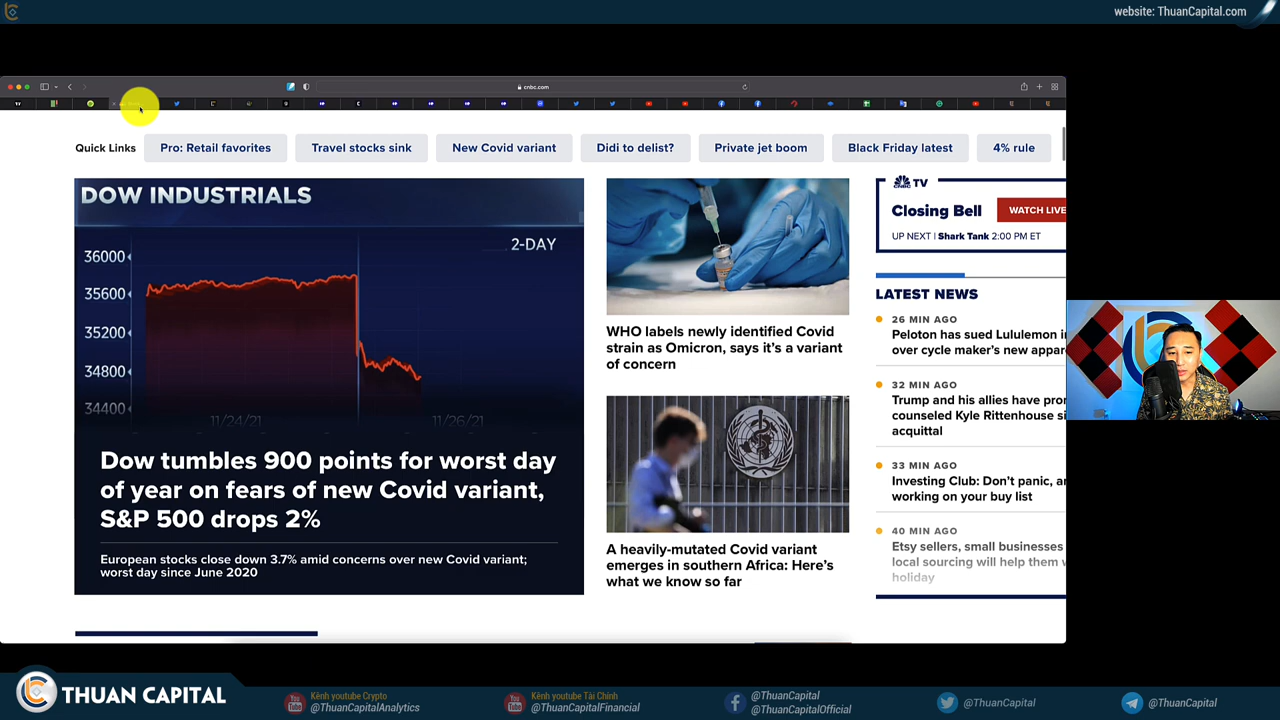 website: ThuanCapital.com
cnbc.com
Quick Links
Pro: Retail favorites
Travel stocks sink
New Covid variant
Didi to delist?
Private jet boom
Black Friday latest
4% rule
DOW INDUSTRIALS
2-DAY
36000
35600
35200
34800
34400
11/24/21
11/26/21
Dow tumbles 900 points for worst day
of year on fears of new Covid variant,
S&P 500 drops 2%
European stocks close down 3.7% amid concerns over new Covid variant;
worst day since June 2020
WHO labels newly identified Covid
strain as Omicron, says it's a variant
of concern
A heavily-mutated Covid variant
emerges in southern Africa: Here's
what we know so far
CNBC TV
Closing Bell
WATCH LIVE
UP NEXT | Shark Tank 2:00 PM ET
LATEST NEWS
26 MIN AGO
Peloton has sued Lululemon
over cycle maker's new
32 MIN AGO
Trump and his allies have
counseled Kyle Rittenhouse
acquittal
33 MIN AGO
Investing Club: Don't panic,
working on your buy list
40 MIN AGO
Etsy sellers, small businesses
local sourcing will help them
holiday
THUAN CAPITAL
Kênh youtube Crypto
@ThuanCapitalAnalytics
Kênh youtube Tài Chính
@ThuanCapitalFinancial
@ThuanCapital
@ThuanCapitalOfficial
@ThuanCapital
@ThuanCapital